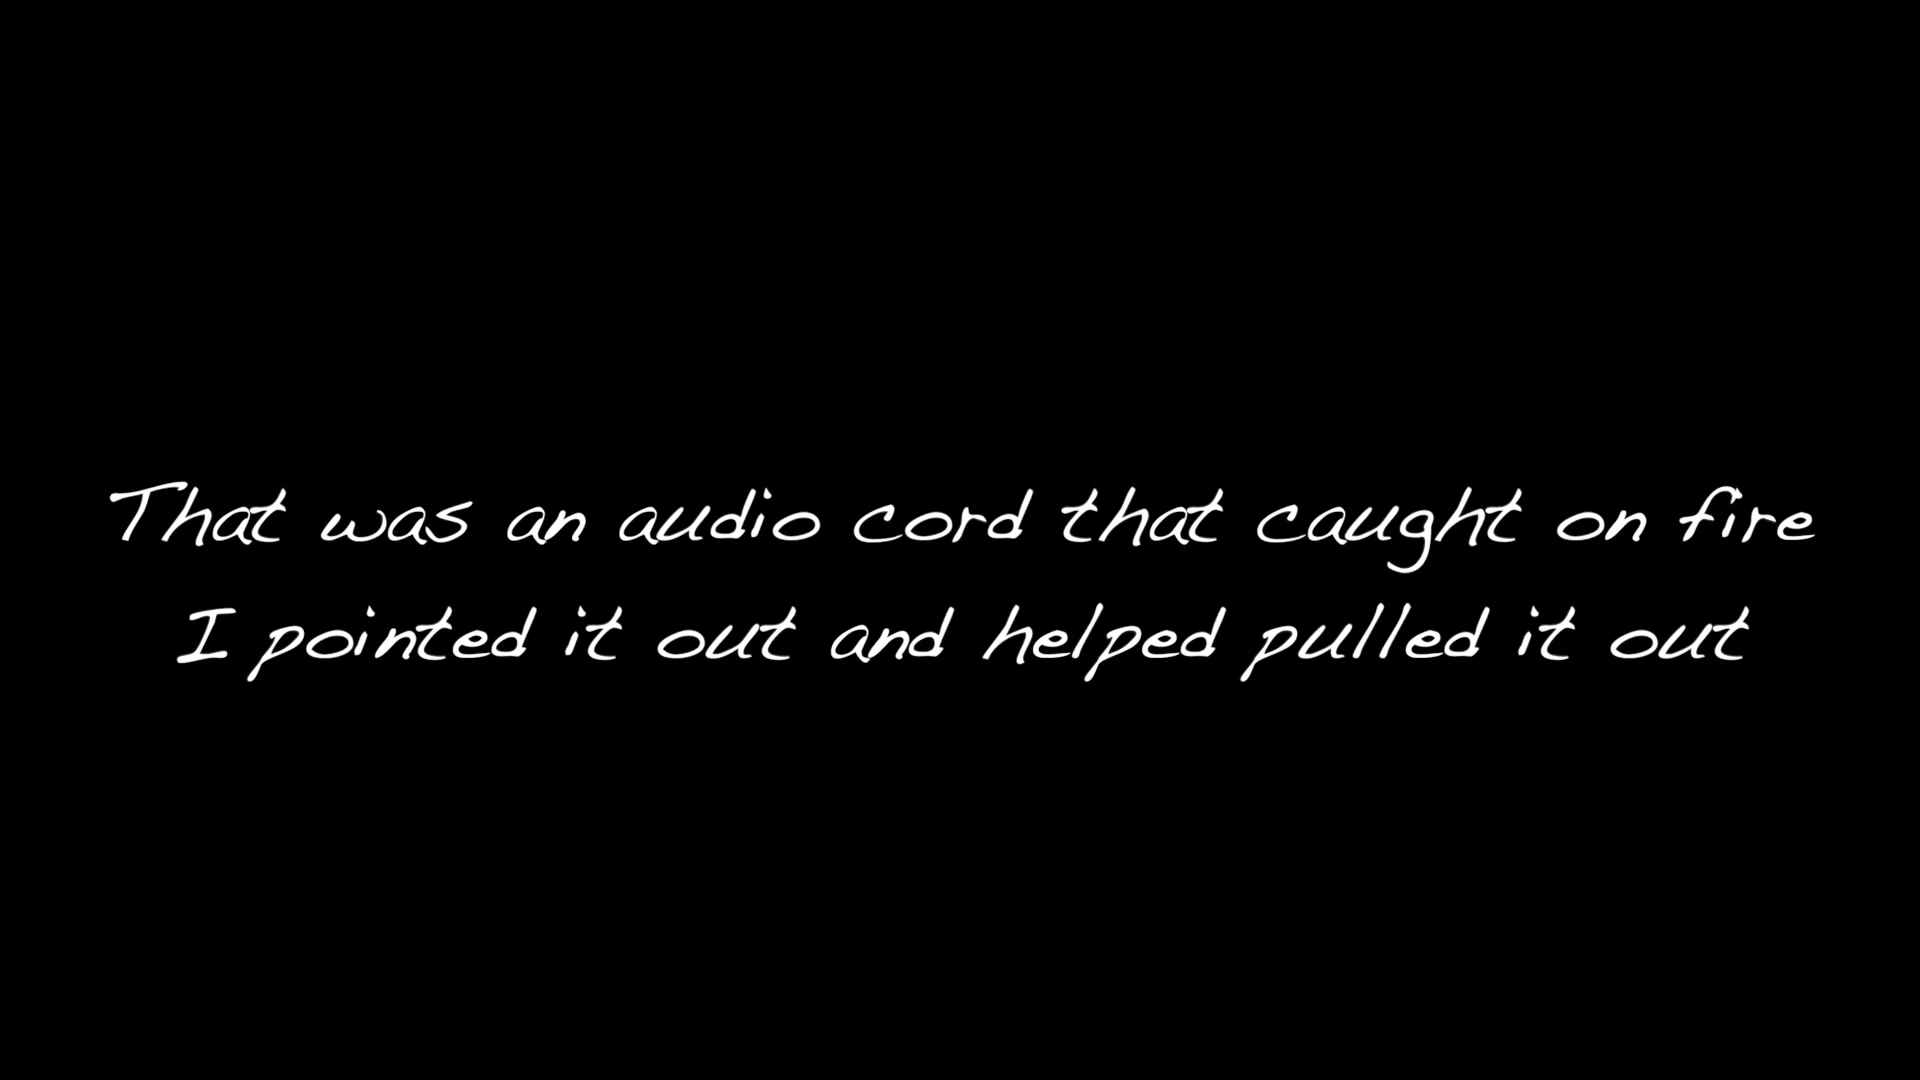 That was an audio cord that caught on fire
I pointed it out and helped pulled it out